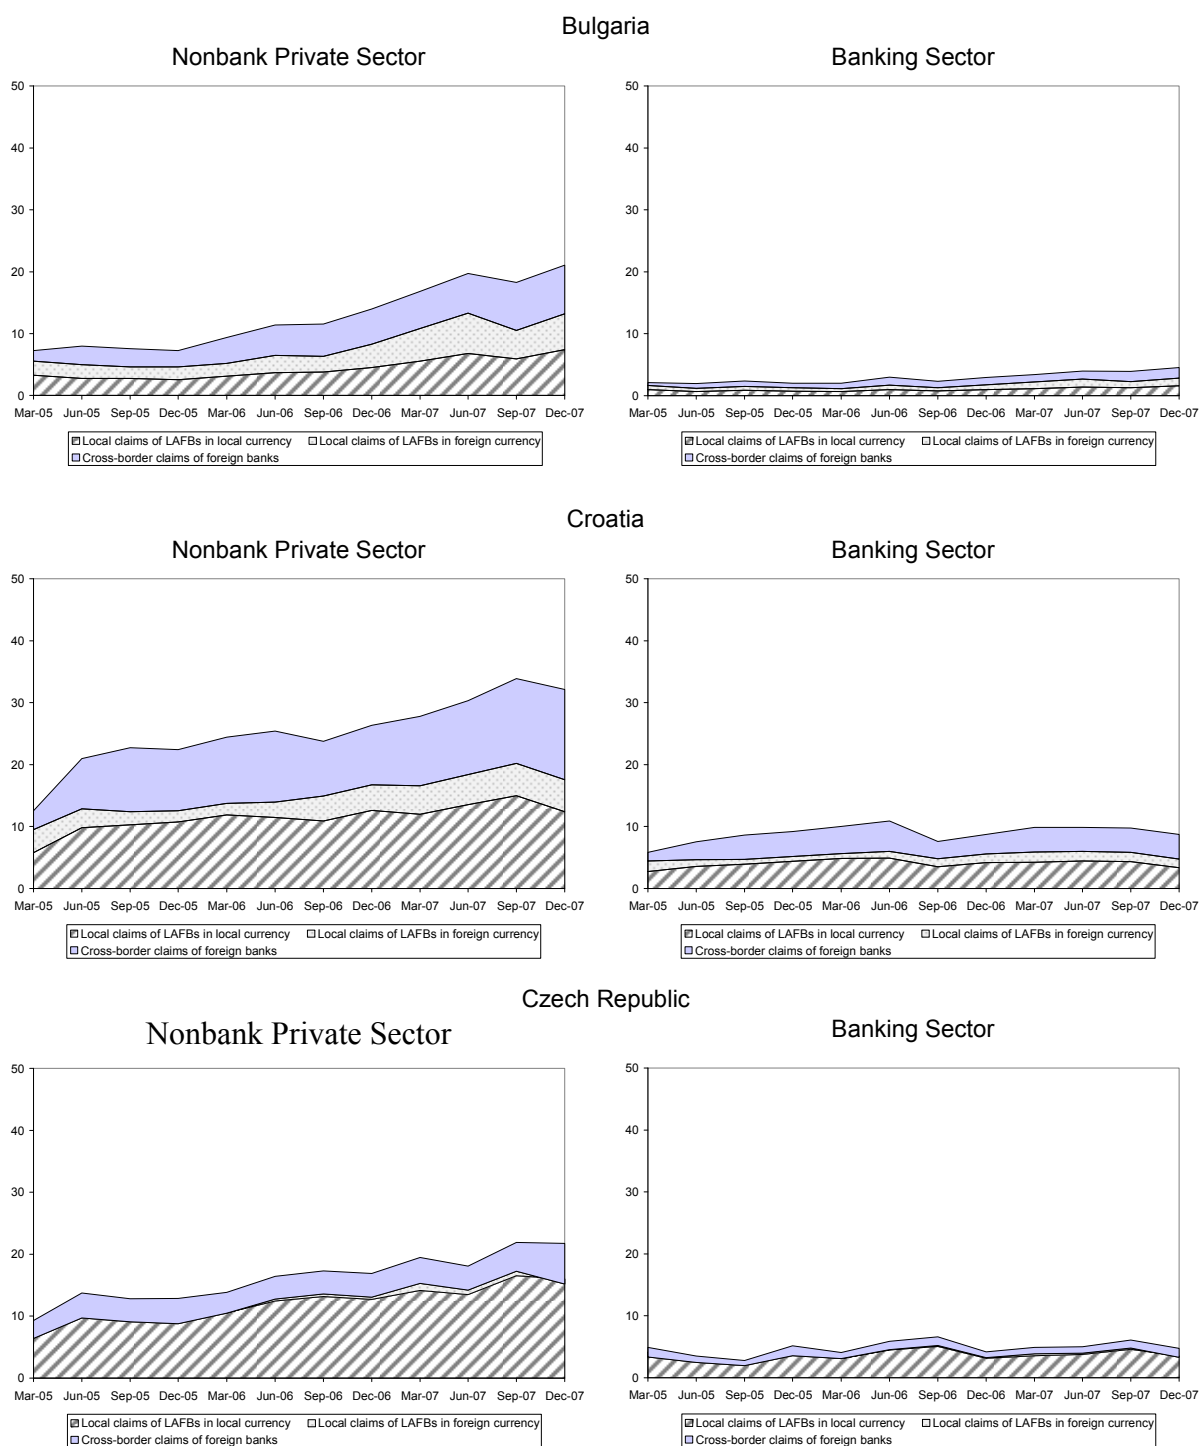 Bulgaria
Nonbank Private Sector
Banking Sector
50
40
30
20
10
0
Mar-05 Jun-05 Sep-05 Dec-05 Mar-06 Jun-06 Sep-06 Dec-06 Mar-07 Jun-07 Sep-07 Dec-07
Local claims of LAFBs in local currency Local claims of LAFBs in foreign currency
Cross-border claims of foreign banks
50
40
30
20
10
0
Mar-05 Jun-05 Sep-05 Dec-05 Mar-06 Jun-06 Sep-06 Dec-06 Mar-07 Jun-07 Sep-07 Dec-07
Local claims of LAFBs in local currency Local claims of LAFBs in foreign currency
Cross-border claims of foreign banks
Croatia
Nonbank Private Sector
Banking Sector
50
40
30
20
10
0
Mar-05 Jun-05 Sep-05 Dec-05 Mar-06 Jun-06 Sep-06 Dec-06 Mar-07 Jun-07 Sep-07 Dec-07
Local claims of LAFBs in local currency Local claims of LAFBs in foreign currency
Cross-border claims of foreign banks
50
40
30
20
10
0
Mar-05 Jun-05 Sep-05 Dec-05 Mar-06 Jun-06 Sep-06 Dec-06 Mar-07 Jun-07 Sep-07 Dec-07
Local claims of LAFBs in local currency Local claims of LAFBs in foreign currency
Cross-border claims of foreign banks
Czech Republic
Nonbank Private Sector
Banking Sector
50
40
30
20
10
0
Mar-05 Jun-05 Sep-05 Dec-05 Mar-06 Jun-06 Sep-06 Dec-06 Mar-07 Jun-07 Sep-07 Dec-07
Local claims of LAFBs in local currency Local claims of LAFBs in foreign currency
Cross-border claims of foreign banks
50
40
30
20
10
0
Mar-05 Jun-05 Sep-05 Dec-05 Mar-06 Jun-06 Sep-06 Dec-06 Mar-07 Jun-07 Sep-07 Dec-07
Local claims of LAFBs in local currency Local claims of LAFBs in foreign currency
Cross-border claims of foreign banks